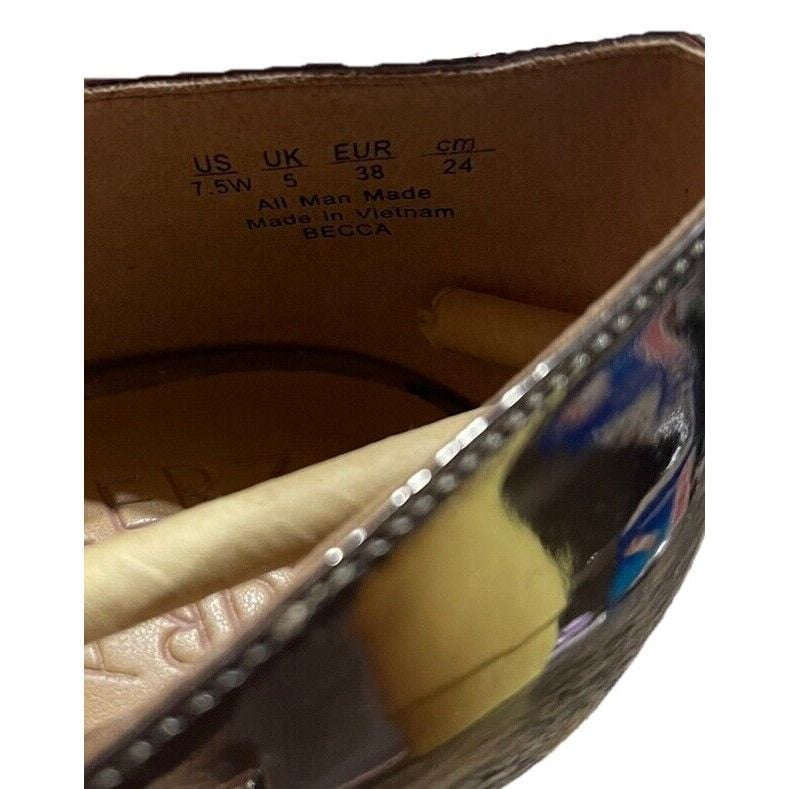 US UK EUR cm
7.5W 5 38 24
All Man Made
Made in Vietnam
BECCA